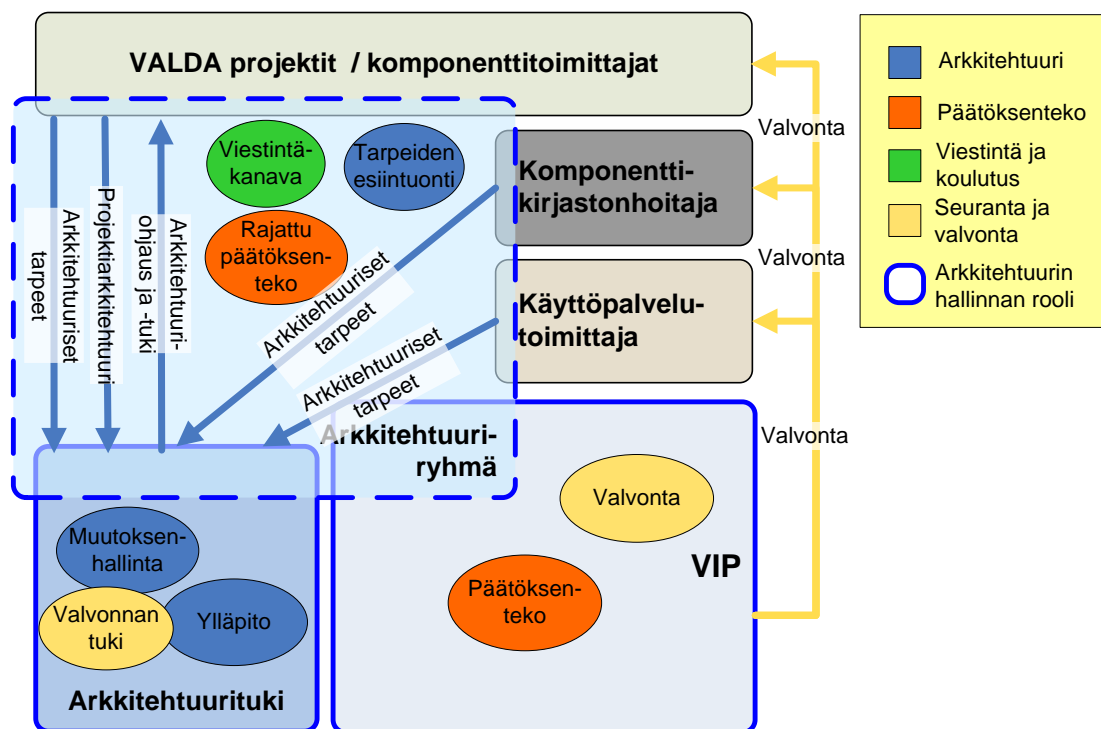 VALDA projektit / komponenttitoimittajat
Viestintä-
kanava
Tarpeiden
esiintuonti
Rajattu
päätöksen-
teko
Arkkitehtuuriset
tarpeet
Projektiarkkitehtuuri
Arkkitehtuuri-
ohjaus ja -tuki
Komponentti-
kirjastonhoitaja
Arkkitehtuuriset
tarpeet
Käyttöpalvelu-
toimittaja
Arkkitehtuuriset
tarpeet
Arkkitehtuuri-
ryhmä
Valvonta
Valvonta
Valvonta
Muutoksen-
hallinta
Valvonnan
tuki
Ylläpito
Arkkitehtuurituki
Valvonta
VIP
Päätöksen-
teko
Arkkitehtuuri
Päätöksenteko
Viestintä ja
koulutus
Seuranta ja
valvonta
Arkkitehtuurin
hallinnan rooli